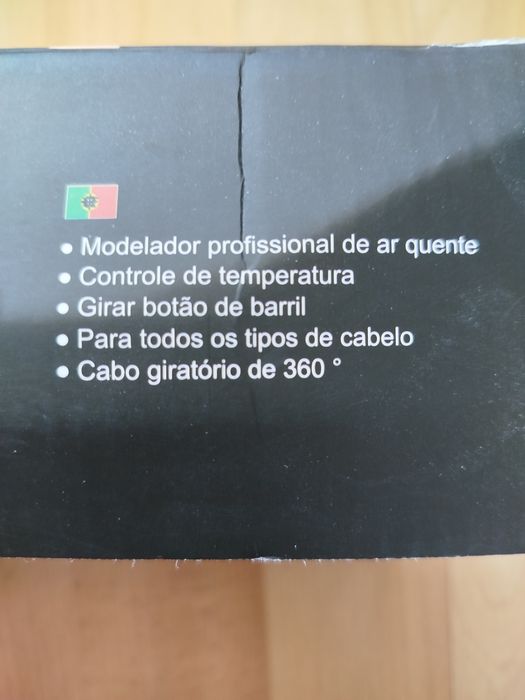 • Modelador profissional de ar quente
• Controle de temperatura
• Girar botão de barril
• Para todos os tipos de cabelo
• Cabo giratório de 360 °